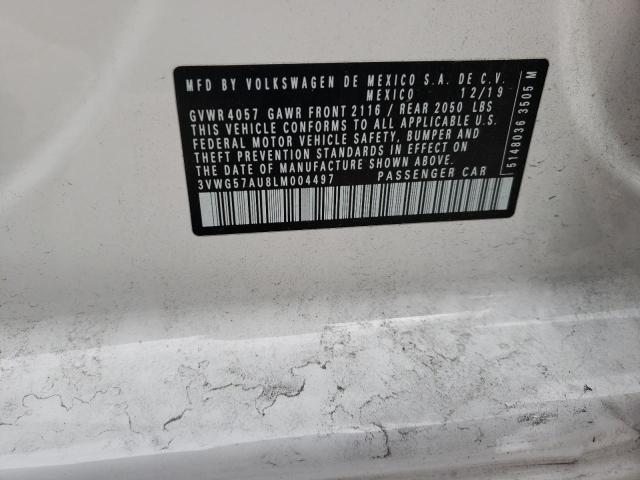 MFD BY VOLKSWAGEN DE MEXICO S.A. DE C.V.
MEXICO 12/19
GVWR 4057 GAWR FRONT 2116 / REAR 2050 LBS
THIS VEHICLE CONFORMS TO ALL APPLICABLE U.S.
FEDERAL MOTOR VEHICLE SAFETY, BUMPER AND
THEFT PREVENTION STANDARDS IN EFFECT ON
THE DATE OF MANUFACTURE SHOWN ABOVE.
3VWG57AU8LM004497 PASSENGER CAR
5148036 3505 M